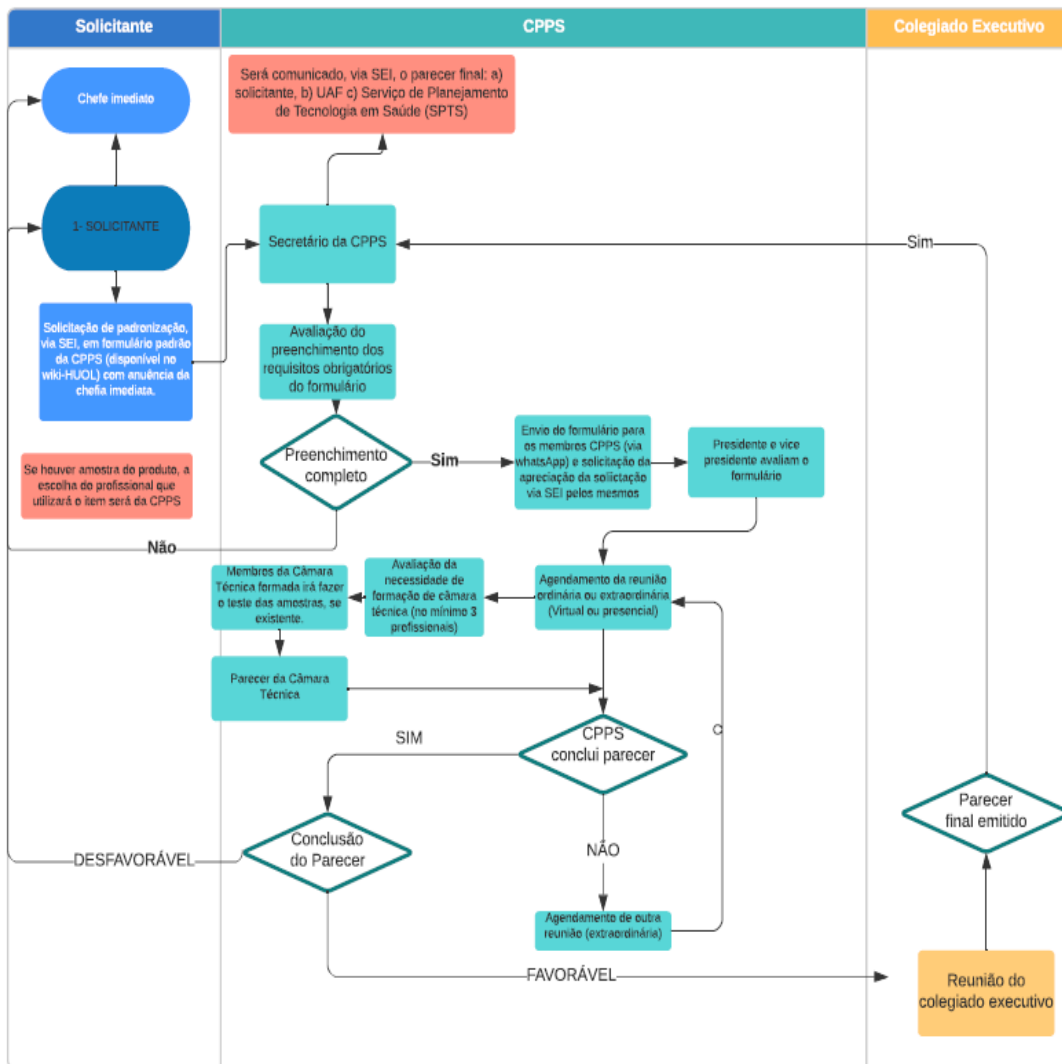 Solicitante
CPPS
Colegiado Executivo
Chefe imediato
1- SOLICITANTE
Solicitação de padronização,
via SEI, em formulário padrão
da CPPS (disponível no
wiki-HUOL) com anuência da
chefia imediata.
Se houver amostra do produto, a
escolha do profissional que
utilizará o item será da CPPS
Será comunicado, via SEI, o parecer final: a)
solicitante, b) UAF c) Serviço de Planejamento
de Tecnologia em Saúde (SPTS)
Secretário da CPPS
Sim
Avaliação do
preenchimento dos
requisitos obrigatórios
do formulário
Preenchimento
completo
Sim
Envio do formulário para
os membros CPPS (via
whatsApp) e solicitação da
apreciação da sollctação
via SEI pelos mesmos
Presidente e vice
presidente avaliam o
formulário
Não
Membros da Câmara
Técnica formada irá fazer
o teste das amostras, se
existente.
Avaliação da
necessidade de
formação de câmara
técnica (no mínimo 3
profissionais)
Agendamento da reunião
ordinária ou extraordinária
(Virtual ou presencial)
Parecer da Câmara
Técnica
CPPS
conclui parecer
SIM
C
NÃO
Conclusão
do Parecer
DESFAVORÁVEL
Agendamento de outra
reunião (extraordinária)
FAVORÁVEL
Parecer
final emitido
Reunião do
colegiado executivo